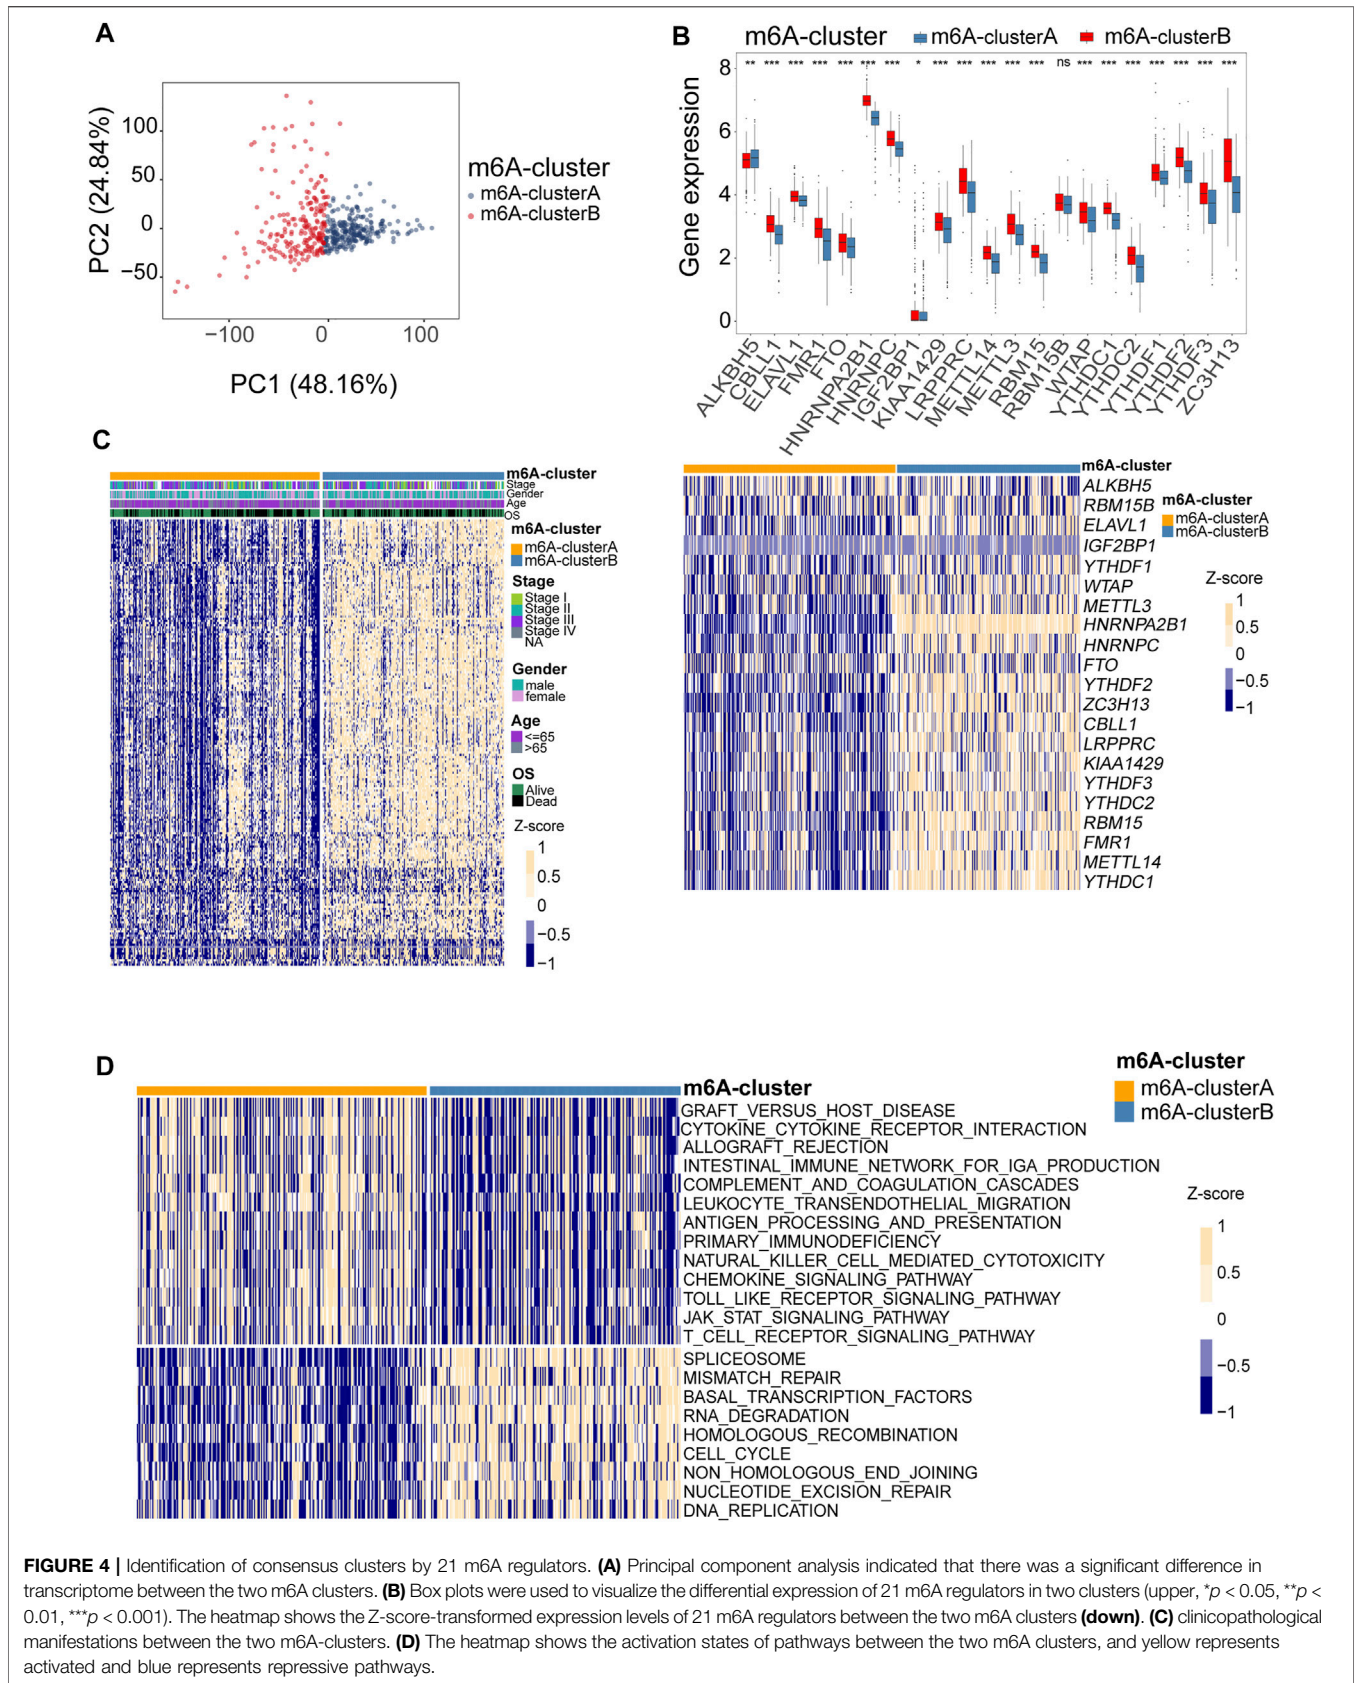 A
100
50
0
−50
PC2 (24.84%)
−100
0
100
PC1 (48.16%)
m6A-cluster
m6A-clusterA
m6A-clusterB
B
m6A-cluster
m6A-clusterA
m6A-clusterB
** *** *** *** *** *** *** * *** *** *** *** *** ns *** *** *** *** *** *** ***
8
6
4
2
0
Gene expression
ALKBH5
CBLL1
ELAVL1
FMR1
FTO
HNRNPA2B1
HNRNPC
IGF2BP1
KIAA1429
LRPPRC
METTL14
METTL3
RBM15
RBM15B
WTAP
YTHDC1
YTHDC2
YTHDF1
YTHDF2
YTHDF3
ZC3H13
m6A-cluster
ALKBH5
RBM15B
ELAVL1
IGF2BP1
YTHDF1
WTAP
METTL3
HNRNPA2B1
HNRNPC
FTO
YTHDF2
ZC3H13
CBLL1
LRPPRC
KIAA1429
YTHDF3
YTHDC2
RBM15
FMR1
METTL14
YTHDC1
m6A-cluster
m6A-clusterA
m6A-clusterB
Z-score
1
0.5
0
−0.5
−1
C
m6A-cluster
Stage
Gender
Age
OS
m6A-cluster
m6A-clusterA
m6A-clusterB
Stage
Stage I
Stage II
Stage III
Stage IV
NA
Gender
male
female
Age
<=65
>65
OS
Alive
Dead
Z-score
1
0.5
0
−0.5
−1
D
m6A-cluster
GRAFT_VERSUS_HOST_DISEASE
CYTOKINE_CYTOKINE_RECEPTOR_INTERACTION
ALLOGRAFT_REJECTION
INTESTINAL_IMMUNE_NETWORK_FOR_IGA_PRODUCTION
COMPLEMENT_AND_COAGULATION_CASCADES
LEUKOCYTE_TRANSENDOTHELIAL_MIGRATION
ANTIGEN_PROCESSING_AND_PRESENTATION
PRIMARY_IMMUNODEFICIENCY
NATURAL_KILLER_CELL_MEDIATED_CYTOTOXICITY
CHEMOKINE_SIGNALING_PATHWAY
TOLL_LIKE_RECEPTOR_SIGNALING_PATHWAY
JAK_STAT_SIGNALING_PATHWAY
T_CELL_RECEPTOR_SIGNALING_PATHWAY
SPLICEOSOME
MISMATCH_REPAIR
BASAL_TRANSCRIPTION_FACTORS
RNA_DEGRADATION
HOMOLOGOUS_RECOMBINATION
CELL_CYCLE
NON_HOMOLOGOUS_END_JOINING
NUCLEOTIDE_EXCISION_REPAIR
DNA_REPLICATION
m6A-cluster
m6A-clusterA
m6A-clusterB
Z-score
1
0.5
0
−0.5
−1
FIGURE 4 | Identification of consensus clusters by 21 m6A regulators. (A) Principal component analysis indicated that there was a significant difference in
transcriptome between the two m6A clusters. (B) Box plots were used to visualize the differential expression of 21 m6A regulators in two clusters (upper, *p < 0.05, **p <
0.01, ***p < 0.001). The heatmap shows the Z-score-transformed expression levels of 21 m6A regulators between the two m6A clusters (down). (C) clinicopathological
manifestations between the two m6A-clusters. (D) The heatmap shows the activation states of pathways between the two m6A clusters, and yellow represents
activated and blue represents repressive pathways.